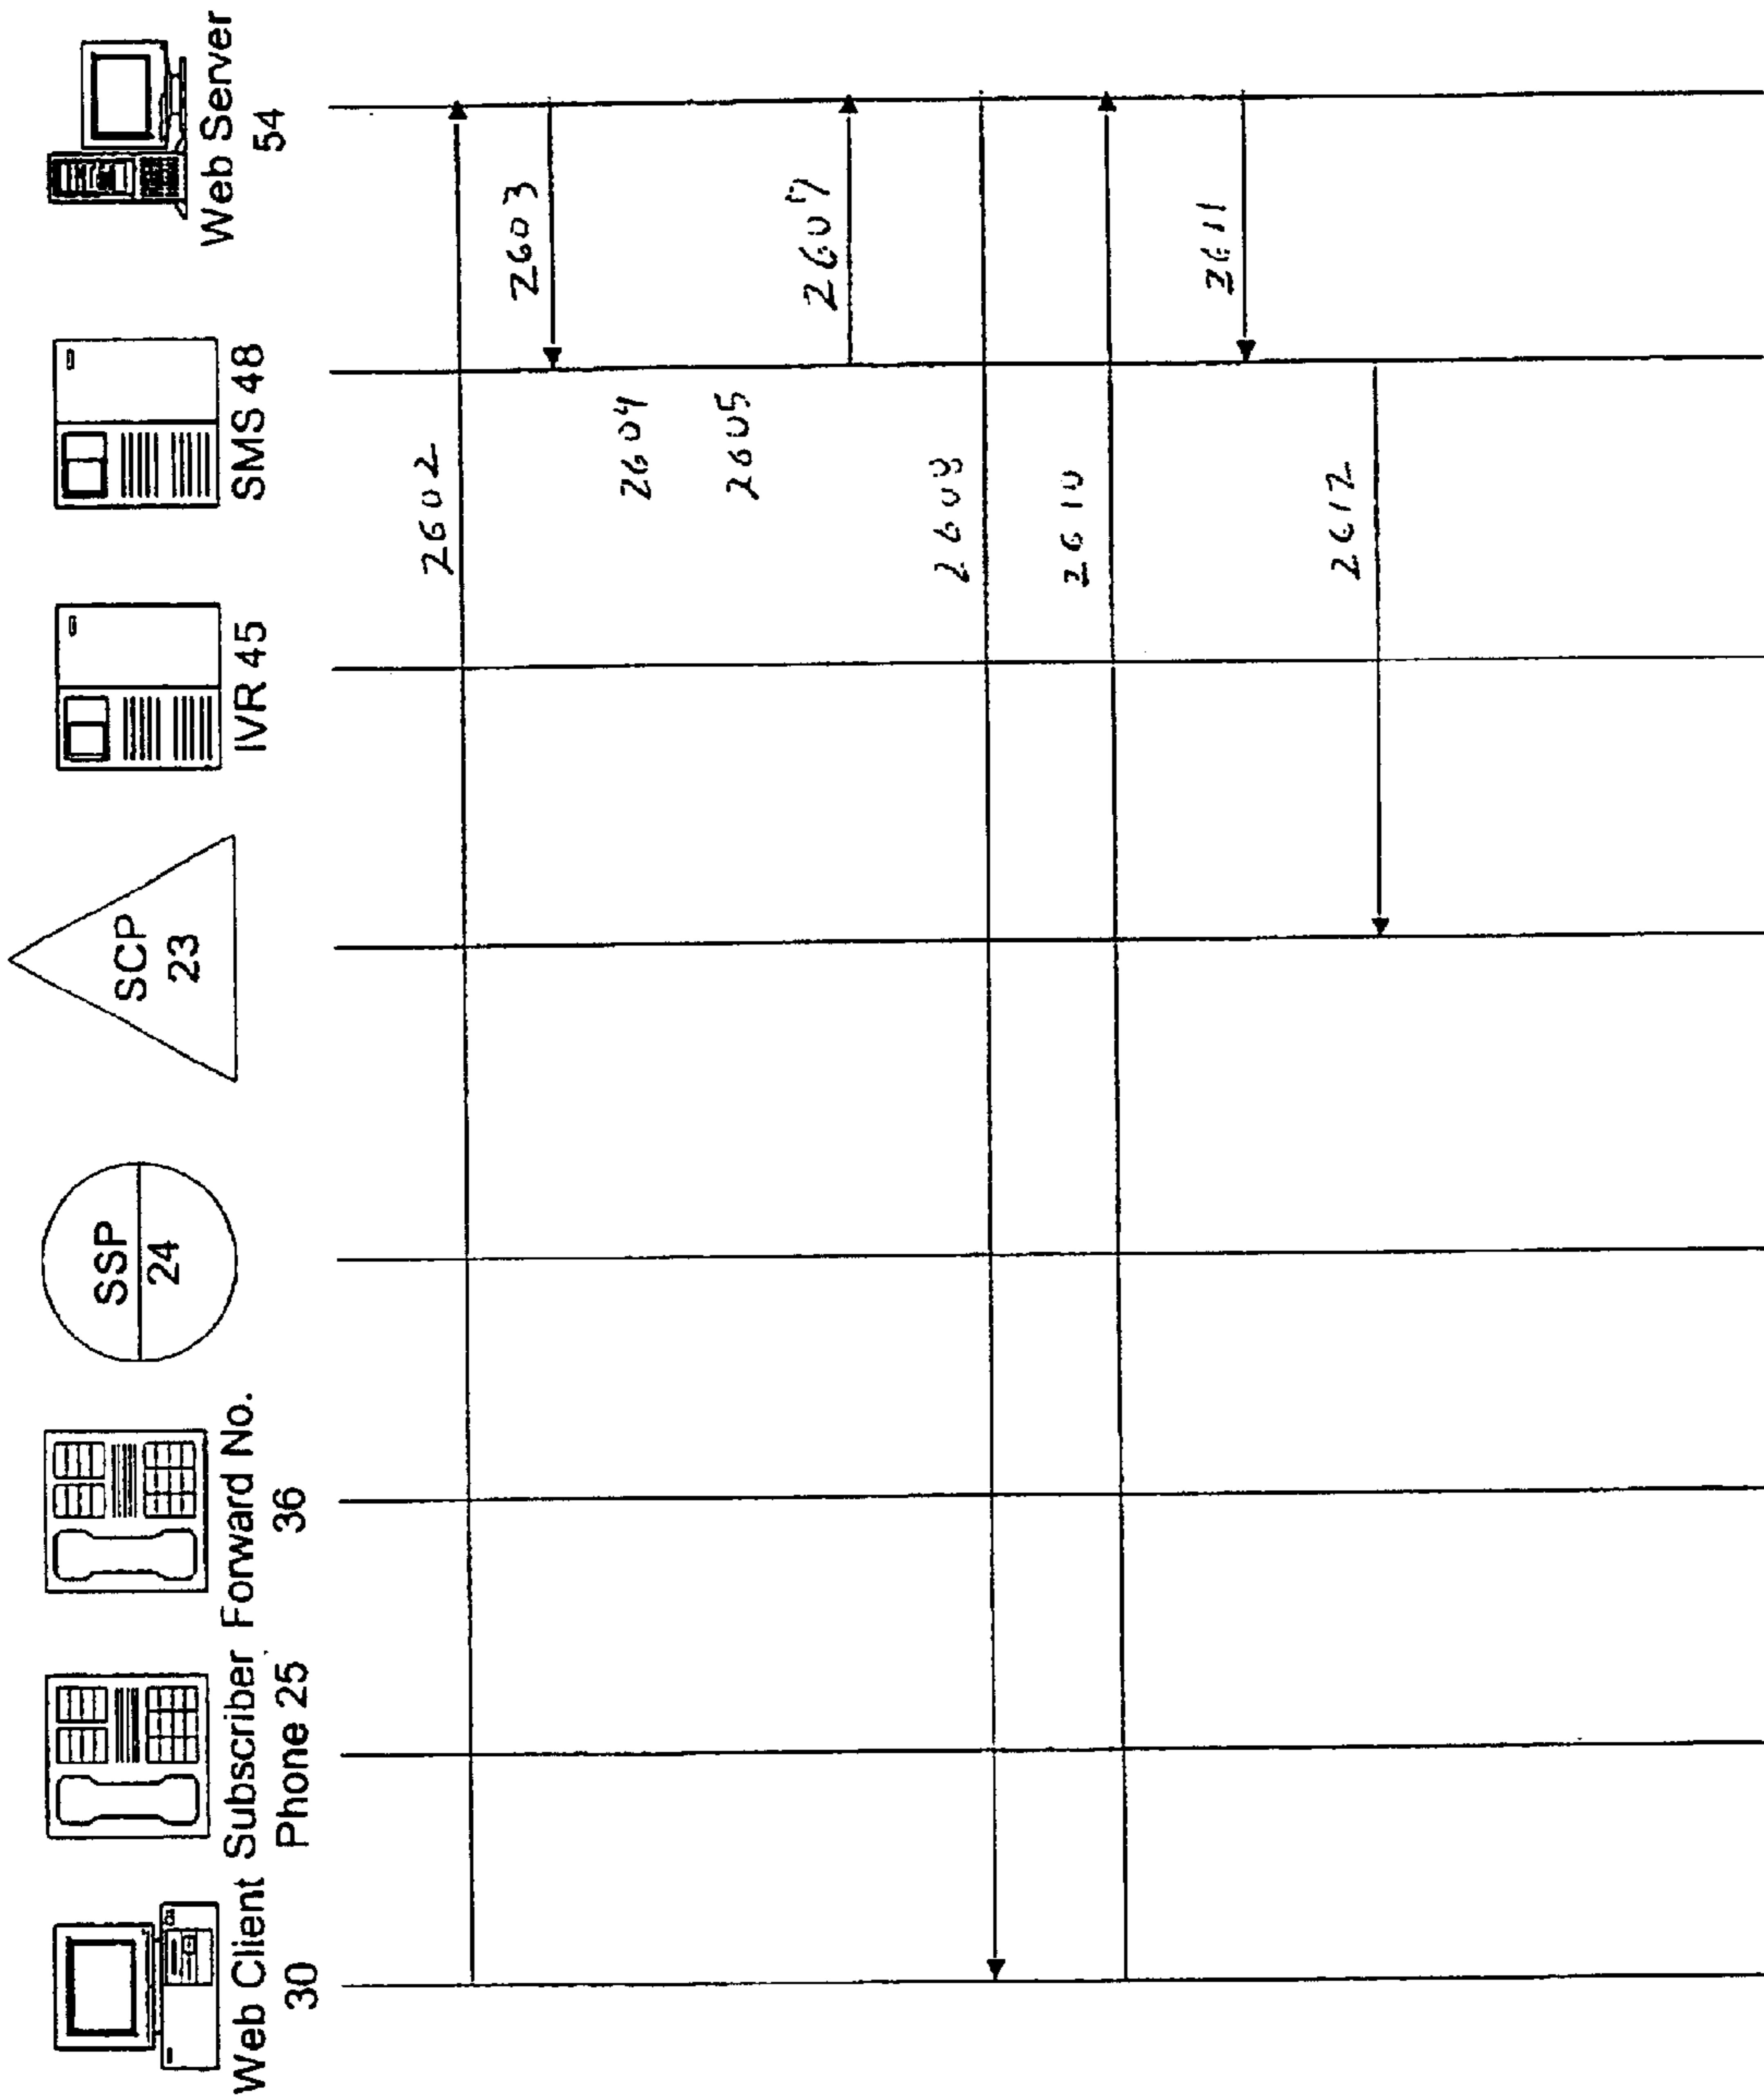 Web Client
30
Subscriber
Phone 25
Forward No.
36
SSP
24
SCP
23
IVR 45
SMS 48
Web Server
54
2602
2603
2604
2605
2607
2608
2610
2611
2612